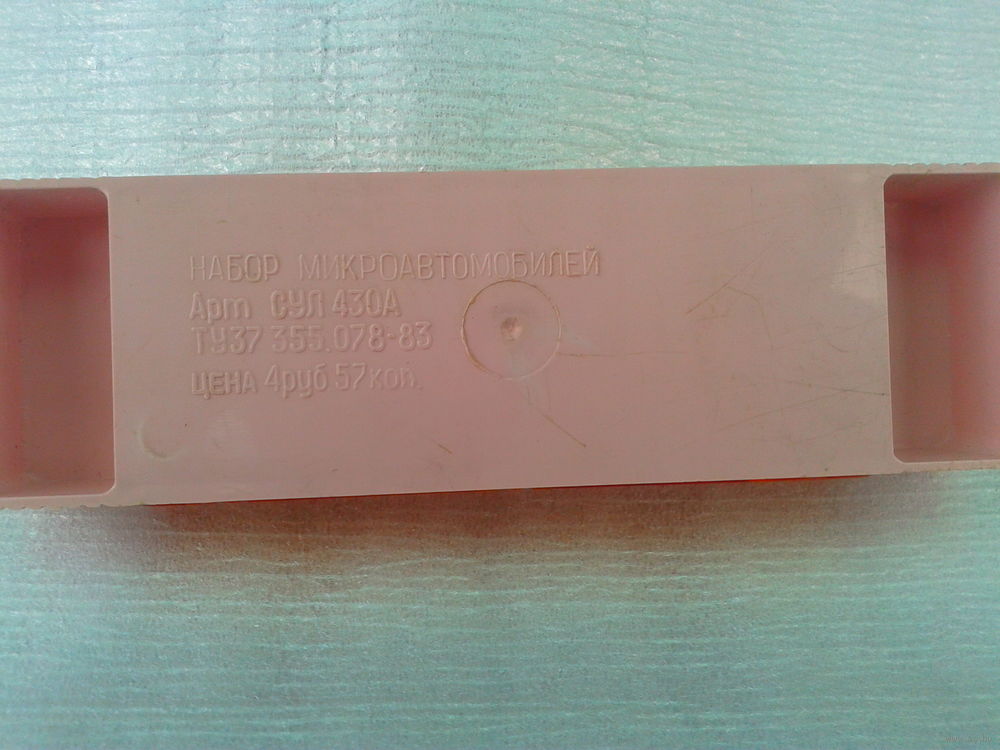 НАБОР МИКРОАВТОМОБИЛЕЙ
Арт СУЛ 430А
ТУ37 355.078-83
ЦЕНА 4руб 57коп.